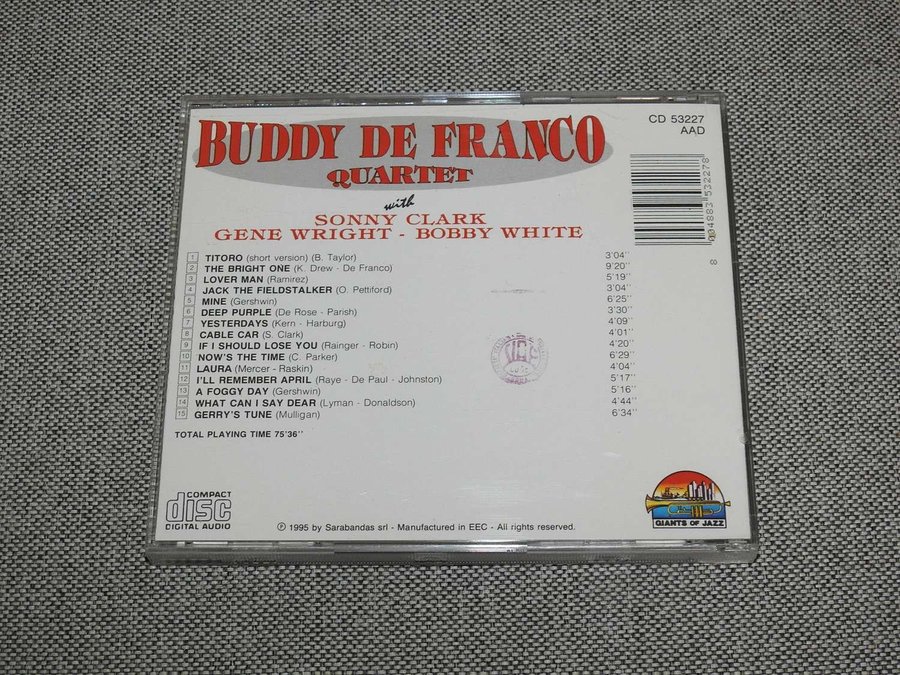 BUDDY DE FRANCO
QUARTET
with
SONNY CLARK
GENE WRIGHT - BOBBY WHITE
CD 53227
AAD
8
1 TITORO (short version) (B. Taylor) 3'04''
2 THE BRIGHT ONE (K. Drew - De Franco) 9'20''
3 LOVER MAN (Ramirez) 5'19''
4 JACK THE FIELDSTALKER (O. Pettiford) 3'04''
5 MINE (Gershwin) 6'25''
6 DEEP PURPLE (De Rose - Parish) 3'30''
7 YESTERDAYS (Kern - Harburg) 4'09''
8 CABLE CAR (S. Clark) 4'01''
9 IF I SHOULD LOSE YOU (Rainger - Robin) 4'20''
10 NOW'S THE TIME (C. Parker) 6'29''
11 LAURA (Mercer - Raskin) 4'04''
12 I'LL REMEMBER APRIL (Raye - De Paul - Johnston) 5'17''
13 A FOGGY DAY (Gershwin) 5'16''
14 WHAT CAN I SAY DEAR (Lyman - Donaldson) 4'44''
15 GERRY'S TUNE (Mulligan) 6'34''
TOTAL PLAYING TIME 75'36''
COMPACT
disc
DIGITAL AUDIO
℗ 1995 by Sarabandas srl - Manufactured in EEC - All rights reserved.
GIANTS OF JAZZ